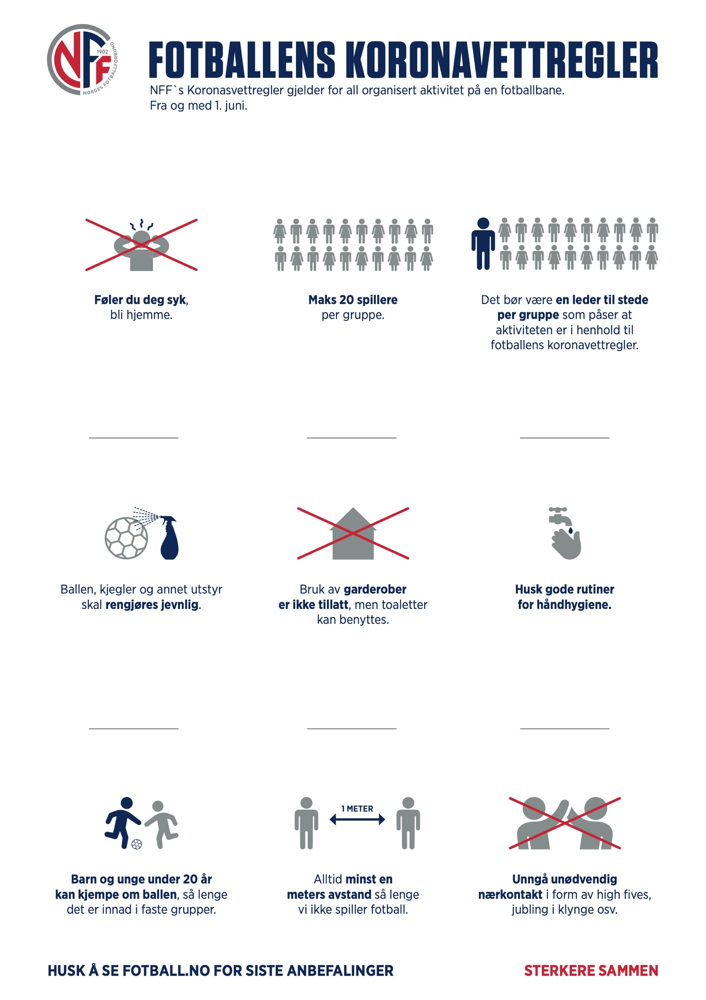 1902
NORGES FOTBALLFORBUND
FOTBALLENS KORONAVETTREGLER
NFF`s Koronasvettregler gjelder for all organisert aktivitet på en fotballbane.
Fra og med 1. juni.
Føler du deg syk,
bli hjemme.
Maks 20 spillere
per gruppe.
Det bør være en leder til stede
per gruppe som påser at
aktiviteten er i henhold til
fotballens koronavettregler.
Ballen, kjegler og annet utstyr
skal rengjøres jevnlig.
Bruk av garderober
er ikke tillatt, men toaletter
kan benyttes.
Husk gode rutiner
for håndhygiene.
Barn og unge under 20 år
kan kjempe om ballen, så lenge
det er innad i faste grupper.
1 METER
Alltid minst en
meters avstand så lenge
vi ikke spiller fotball.
Unngå unødvendig
nærkontakt i form av high fives,
jubling i klynge osv.
HUSK Å SE FOTBALL.NO FOR SISTE ANBEFALINGER
STERKERE SAMMEN